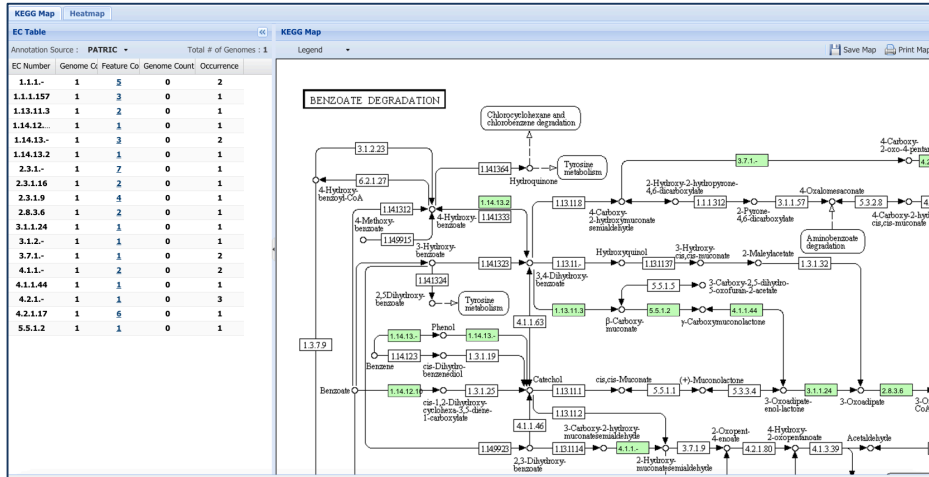 KEGG Map Heatmap
EC Table
KEGG Map
Annotation Source : PATRIC
Total # of Genomes : 1
Legend
Save Map
Print Map
EC Number Genome Co Feature Co Genome Count Occurrence
1.1.1.- 1 5 0 2
1.1.1.157 1 3 0 1
1.13.11.3 1 2 0 1
1.14.12.... 1 1 0 1
1.14.13.- 1 3 0 2
1.14.13.2 1 1 0 1
2.3.1.- 1 7 0 2
2.3.1.16 1 2 0 1
2.3.1.9 1 4 0 1
2.8.3.6 1 2 0 1
3.1.1.24 1 1 0 1
3.1.2.- 1 1 0 1
3.7.1.- 1 1 0 2
4.1.1.- 1 2 0 2
4.1.1.44 1 1 0 1
4.2.1.- 1 1 0 3
4.2.1.17 1 6 0 1
5.5.1.2 1 1 0 1
BENZOATE DEGRADATION
Chlorocyclohexane and
chlorobenzene degradation
3.1.2.23
1.14.13.64
Hydroquinone
Tyrosine
metabolism
3.7.1.-
4-Carboxy-
2-oxo-4-pentar
4.2
6.2.1.27
4-Hydroxy-
benzoyl-CoA
1.14.13.12
4-Methoxy-
benzoate
1.14.99.15
4-Hydroxy-
benzoate
1.14.13.2
1.14.13.33
1.13.11.8
4-Carboxy-
2-hydroxymuconate
semialdehyde
2-Hydroxy-2-hydropyrone-
4,6-dicarboxylate
1.1.1.312
2-Pyrone-
4,6-dicarboxylate
3.1.1.57
4-Oxalomesaconate
5.3.2.8
4.
4-Carboxy-2-hyd
cis,cis-muconate
Aminobenzoate
degradation
3-Hydroxy-
benzoate
1.14.13.23
3,4-Dihydroxy-
benzoate
1.13.11.-
Hydroxyquinol
1.13.11.37
3-Hydroxy-
cis,cis-muconate
2-Maleylacetate
1.3.1.32
1.14.13.24
2,5Dihydroxy-
benzoate
Tyrosine
metabolism
5.5.1.5
3-Carboxy-2,5-dihydro-
5-oxofuran-2-acetate
1.13.11.3
β-Carboxy-
muconate
5.5.1.2
γ-Carboxymuconolactone
4.1.1.44
4.1.1.63
1.3.7.9
1.14.13.-
Phenol
1.14.13.-
Benzene
1.14.12.3
cis-Dihydro-
benzenediol
1.3.1.19
Benzoate
1.14.12.10
cis-1,2-Dihydroxy-
cyclohexa-3,5-diene-
1-carboxylate
1.3.1.25
Catechol
1.13.11.1
cis,cis-Muconate
5.5.1.1
(+)-Muconolactone
5.3.3.4
3-Oxoadipate-
enol-lactone
3.1.1.24
3-Oxoadipate
2.8.3.6
3-O
CoA
1.13.11.2
4.1.1.46
3-Carboxy-2-hydroxy-
muconatesemialdehyde
1.14.99.23
2,3-Dihydroxy-
benzoate
1.13.11.14
4.1.1.-
2-Hydroxy-
muconatesemialdehyde
3.7.1.9
2-Oxopent-
4-enoate
4.2.1.80
4-Hydroxy-
2-oxopentanoate
4.1.3.39
Acetaldehyde